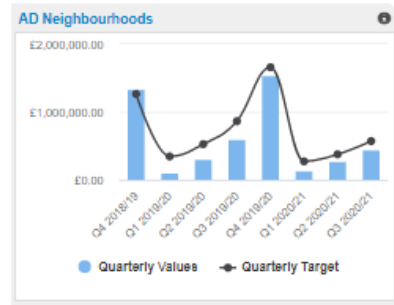 AD Neighbourhoods
£2,000,000.00
£1,000,000.00
£0.00
Q4 2018/19
Q1 2019/20
Q2 2019/20
Q3 2019/20
Q4 2019/20
Q1 2020/21
Q2 2020/21
Q3 2020/21
Quarterly Values
Quarterly Target